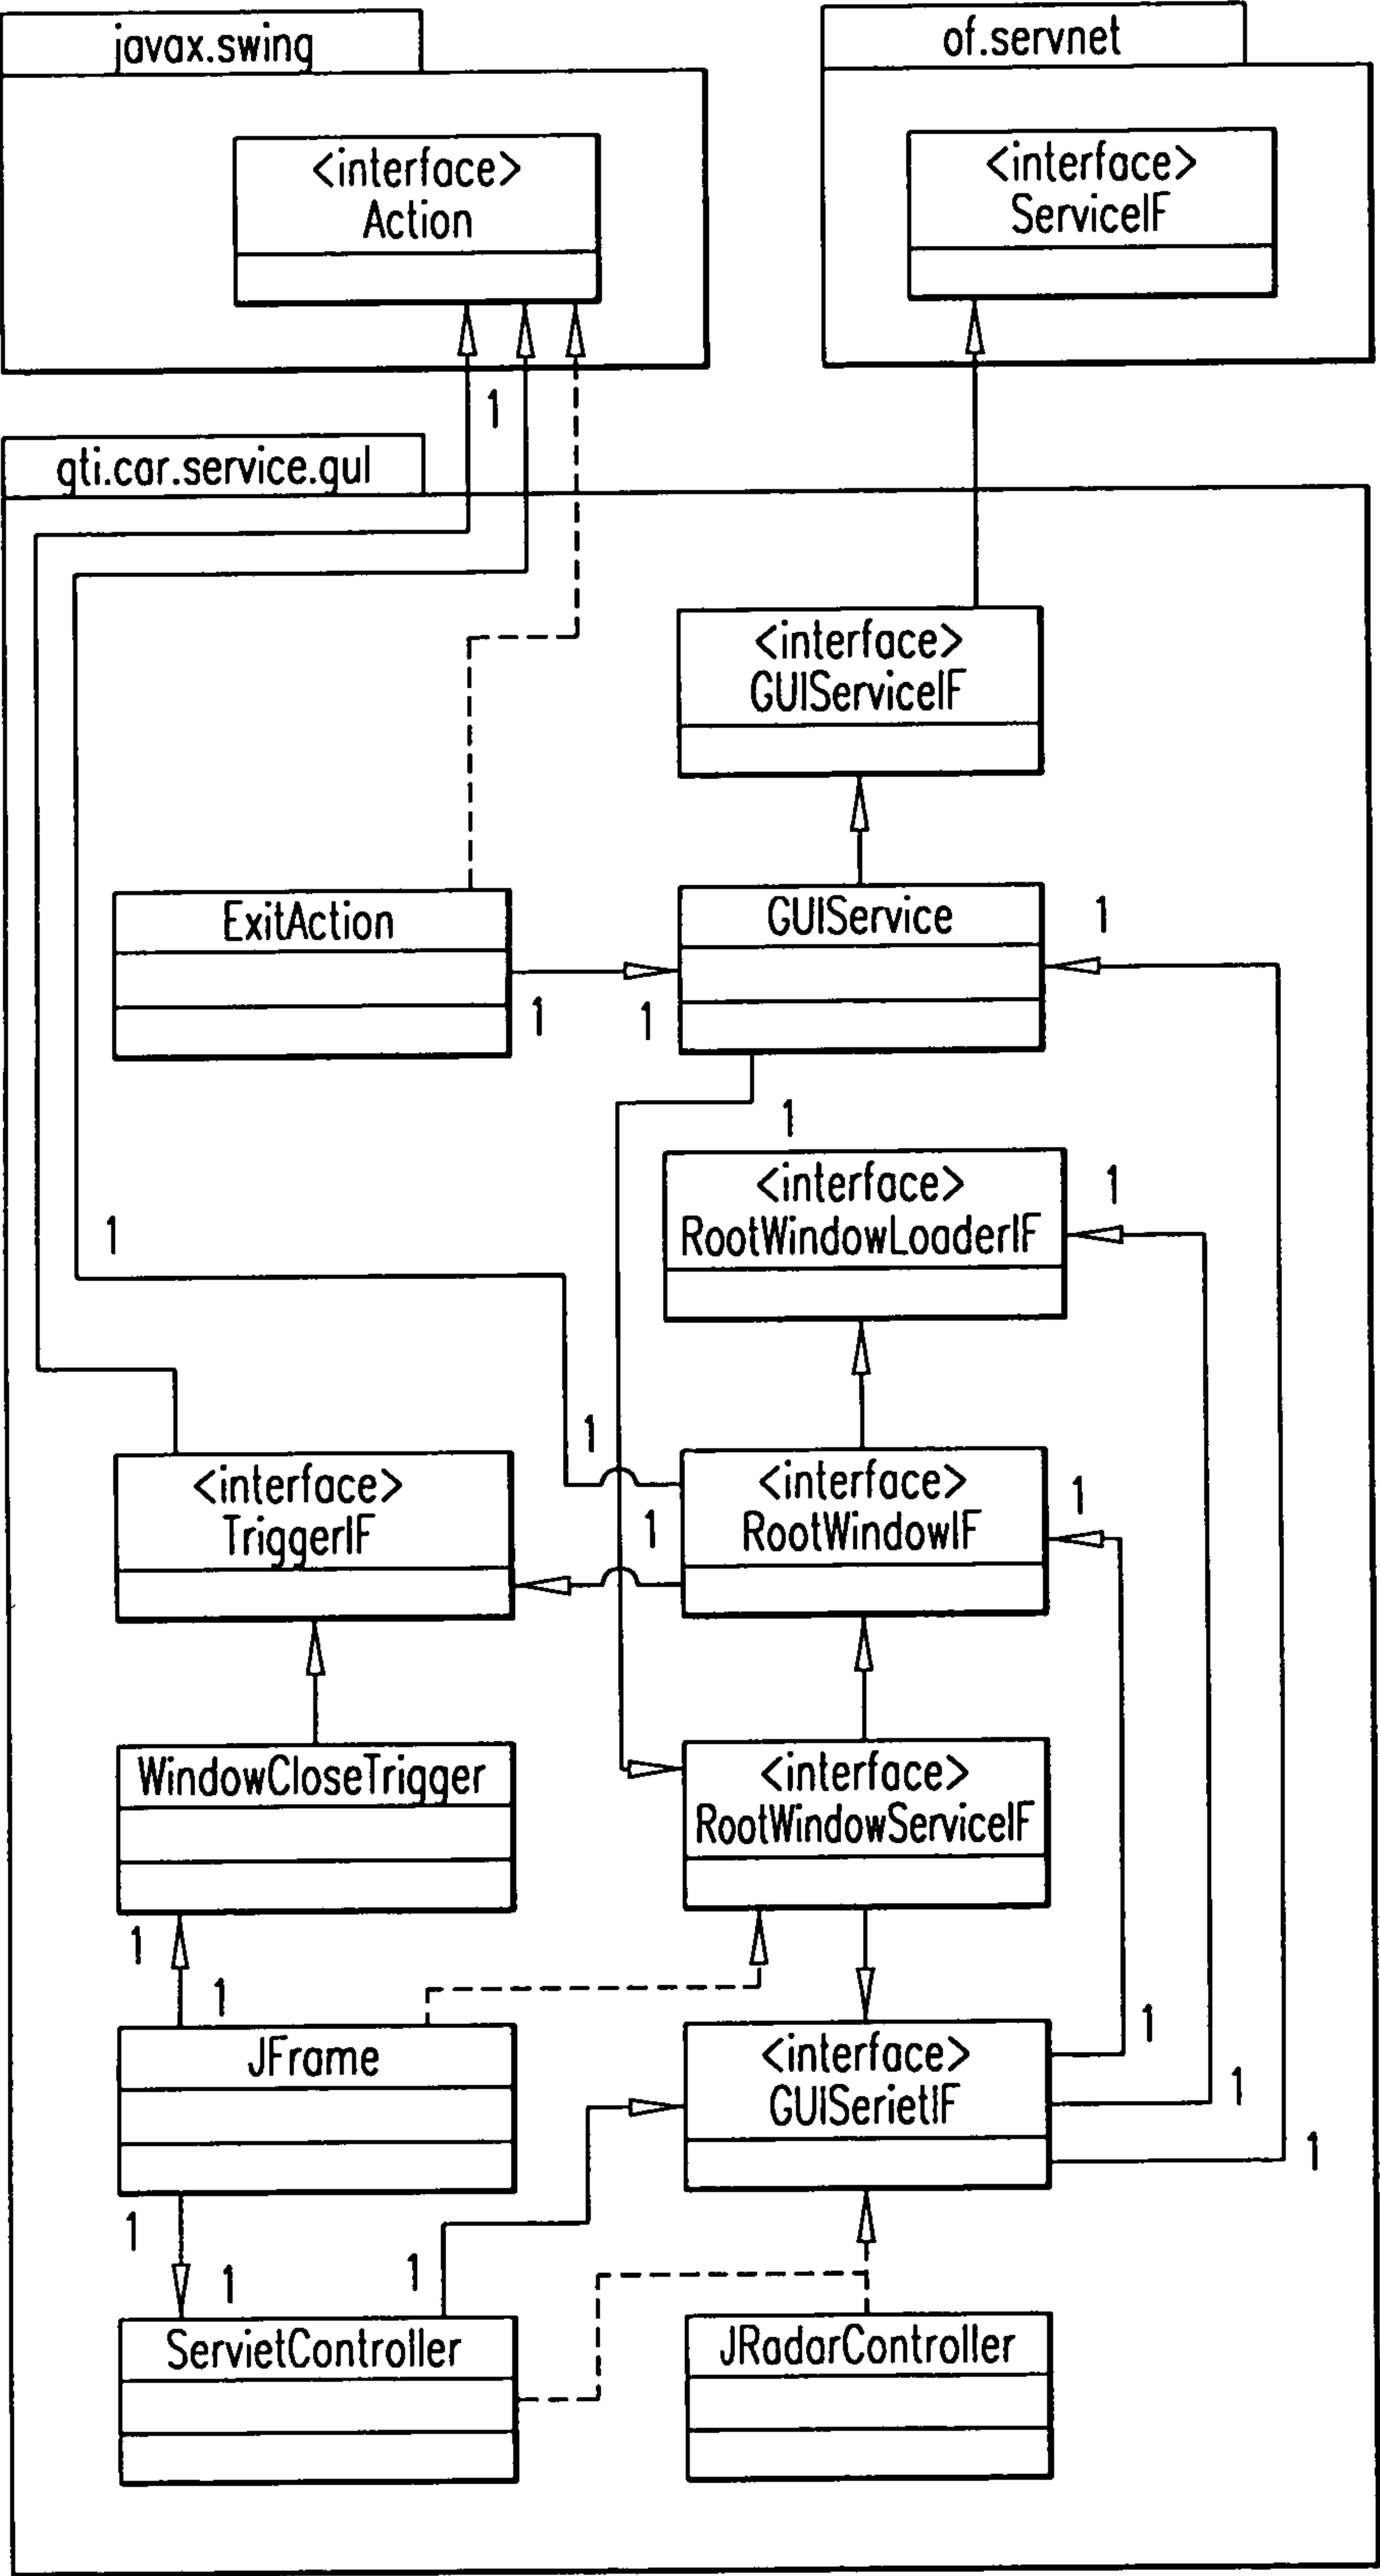 javax.swing
of.servnet
<interface>
Action
<interface>
ServiceIF
1
gti.car.service.gul
<interface>
GUIServiceIF
ExitAction
GUIService
1
1
1
1
<interface>
RootWindowLoaderIF
1
1
1
<interface>
TriggerIF
1
<interface>
RootWindowIF
1
WindowCloseTrigger
<interface>
RootWindowServiceIF
1
1
JFrame
<interface>
GUISerietIF
1
1
1
1
1
1
ServietController
JRadarController